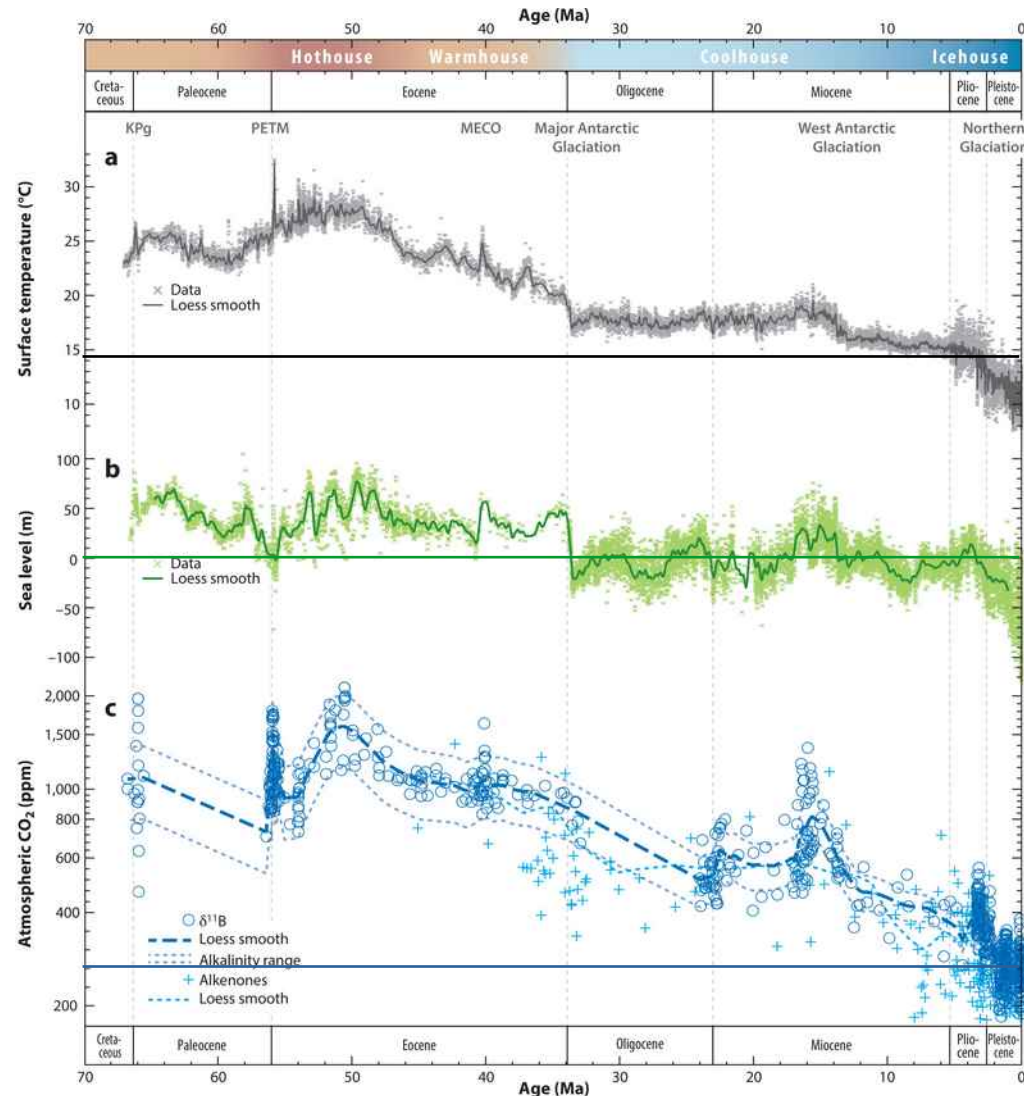 Age (Ma)
70 60 50 40 30 20 10 0
Hothouse Warmhouse Coolhouse Icehouse
Creta-
ceous
Paleocene
Eocene
Oligocene
Miocene
Plio-
cene
Pleisto-
cene
KPg
PETM
MECO
Major Antarctic
Glaciation
West Antarctic
Glaciation
Northern
Glaciation
a
Surface temperature (°C)
30
25
20
15
10
Data
Loess smooth
b
Sea level (m)
100
50
0
–50
–100
Data
Loess smooth
c
Atmospheric CO2 (ppm)
2,000
1,500
1,000
800
600
400
200
δ11B
Loess smooth
Alkalinity range
Alkenones
Loess smooth
Creta-
ceous
Paleocene
Eocene
Oligocene
Miocene
Plio-
cene
Pleisto-
cene
70 60 50 40 30 20 10 0
Age (Ma)